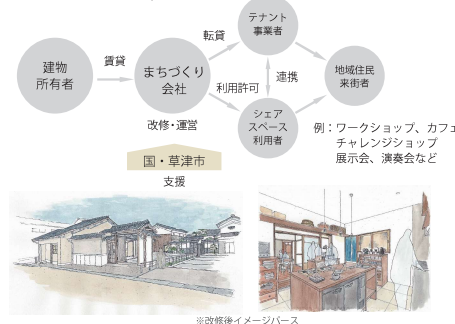 テナント
事業者
転貸
建物
所有者
賃貸
まちづくり
会社
連携
地域住民
来街者
利用許可
シェア
スペース
利用者
改修・運営
例：ワークショップ、カフェ
チャレンジショップ
展示会、演奏会など
国・草津市
支援
※改修後イメージパース